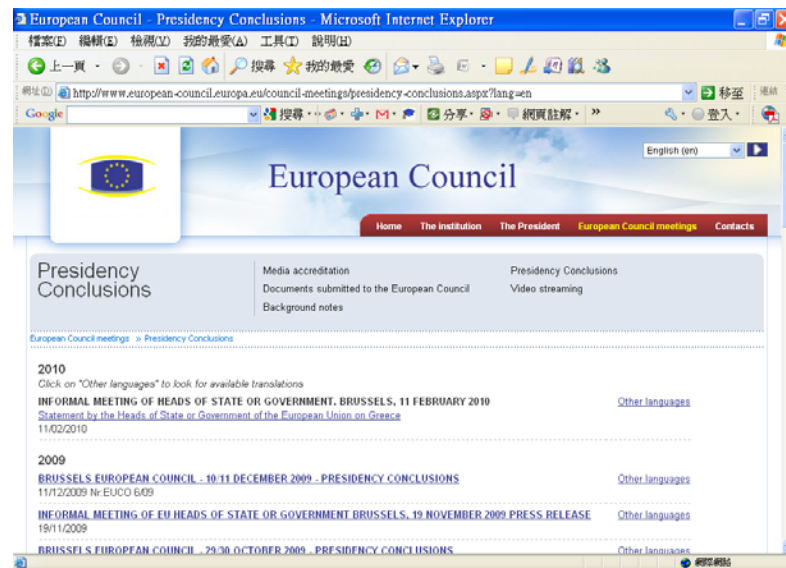 European Council - Presidency Conclusions - Microsoft Internet Explorer
檔案(F) 編輯(E) 檢視(V) 我的最愛(A) 工具(T) 說明(H)
上一頁 搜尋 我的最愛
網址(D) http://www.european-council.europa.eu/council-meetings/presidency-conclusions.aspx?lang=en 移至 連結
Google 搜尋 分享 網頁註解 » 登入
English (en)
European Council
Home The institution The President European Council meetings Contacts
Presidency Conclusions
Media accreditation Presidency Conclusions
Documents submitted to the European Council Video streaming
Background notes
European Council meetings » Presidency Conclusions
2010
Click on "Other languages" to look for available translations
INFORMAL MEETING OF HEADS OF STATE OR GOVERNMENT, BRUSSELS, 11 FEBRUARY 2010 Other languages
Statement by the Heads of State or Government of the European Union on Greece
11/02/2010
2009
BRUSSELS EUROPEAN COUNCIL - 10/11 DECEMBER 2009 - PRESIDENCY CONCLUSIONS Other languages
11/12/2009 Nr:EUCO 6/09
INFORMAL MEETING OF EU HEADS OF STATE OR GOVERNMENT BRUSSELS, 19 NOVEMBER 2009 PRESS RELEASE Other languages
19/11/2009
BRUSSELS EUROPEAN COUNCIL - 29/30 OCTOBER 2009 - PRESIDENCY CONCLUSIONS Other languages
網際網路